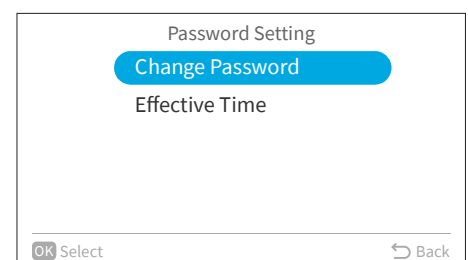 Password Setting
Change Password
Effective Time
OK Select Back